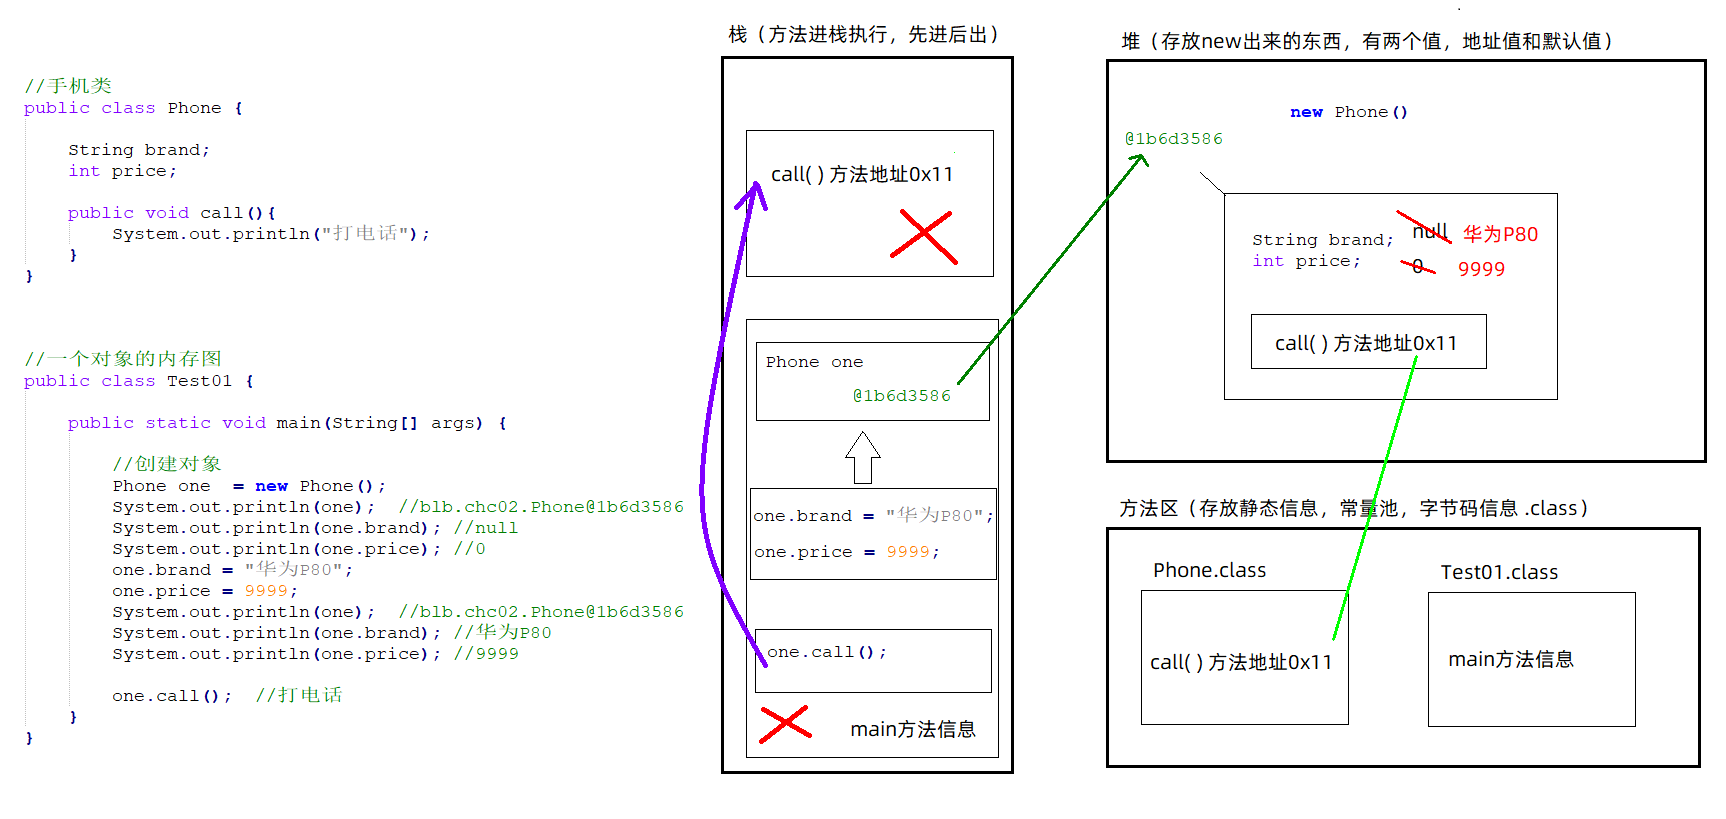 //手机类
public class Phone {
String brand;
int price;
public void call(){
System.out.println("打电话");
}
}
//一个对象的内存图
public class Test01 {
public static void main(String[] args) {
//创建对象
Phone one  = new Phone();
System.out.println(one);  //blb.chc02.Phone@1b6d3586
System.out.println(one.brand); //null
System.out.println(one.price); //0
one.brand = "华为P80";
one.price = 9999;
System.out.println(one);  //blb.chc02.Phone@1b6d3586
System.out.println(one.brand); //华为P80
System.out.println(one.price); //9999
one.call();  //打电话
}
}
栈（方法进栈执行，先进后出）
call( ) 方法地址0x11
Phone one
@1b6d3586
one.brand = "华为P80";
one.price = 9999;
one.call();
main方法信息
堆（存放new出来的东西，有两个值，地址值和默认值）
new Phone()
@1b6d3586
String brand; null 华为P80
int price; 0 9999
call( ) 方法地址0x11
方法区（存放静态信息，常量池，字节码信息 .class）
Phone.class
call( ) 方法地址0x11
Test01.class
main方法信息